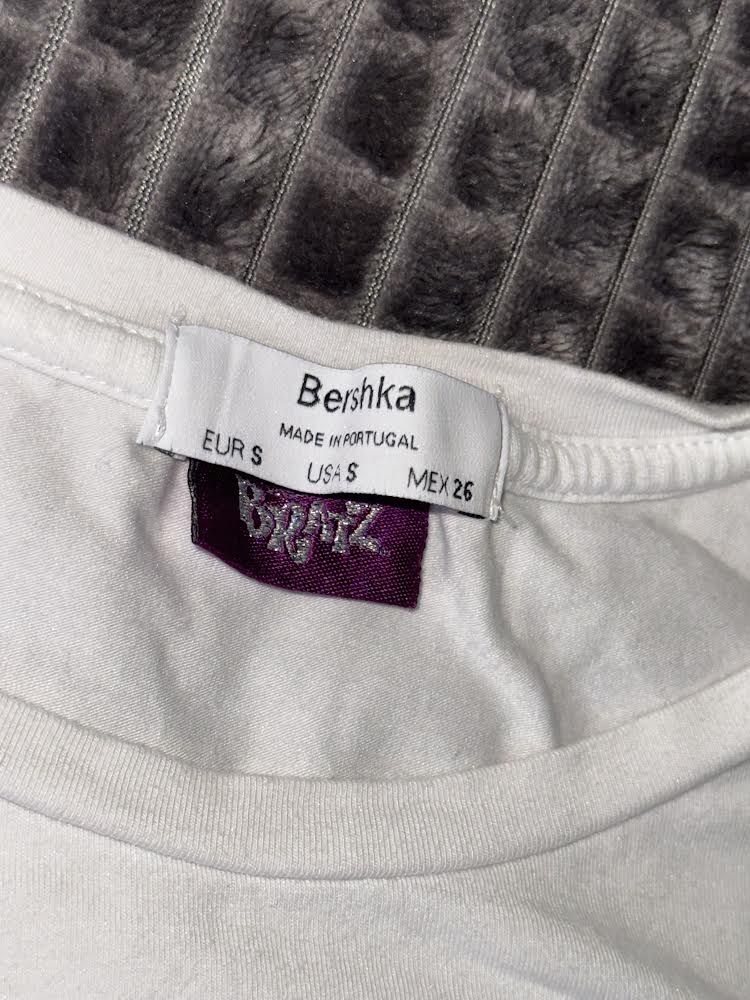 Bershka
MADE IN PORTUGAL
EUR S USA S MEX 26
BRATZ